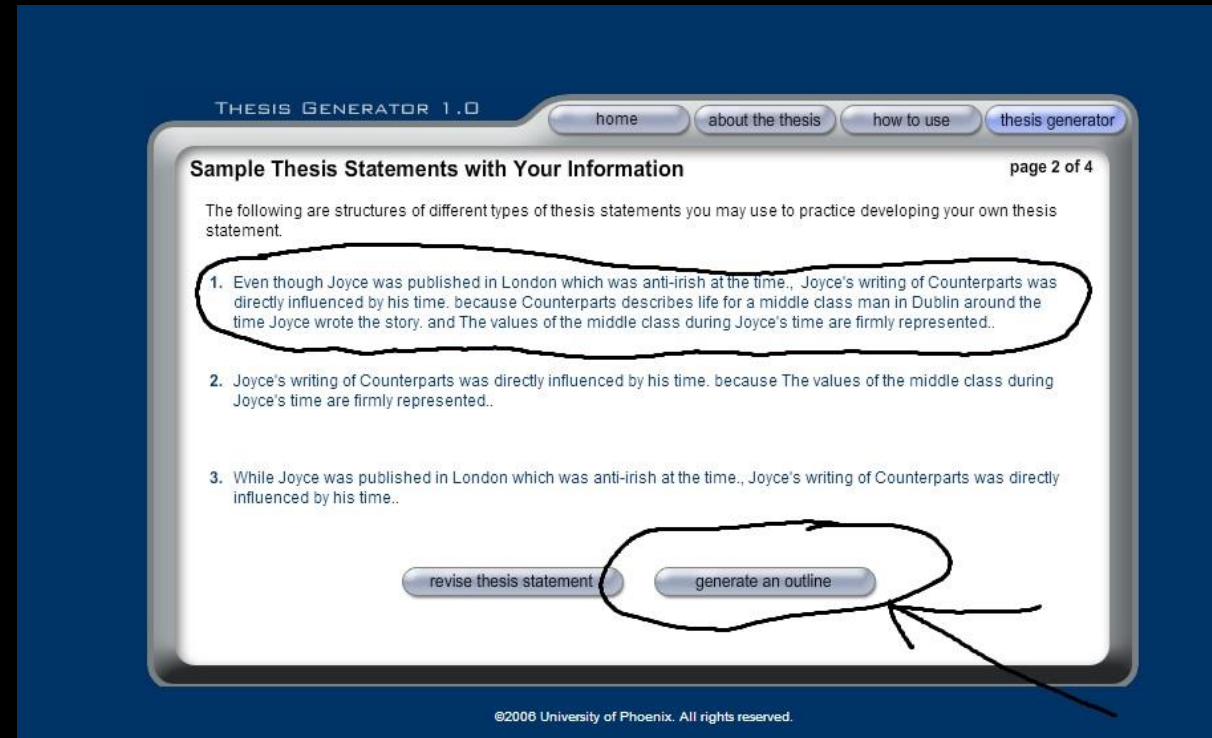 THESIS GENERATOR 1.0
home
about the thesis
how to use
thesis generator
Sample Thesis Statements with Your Information
page 2 of 4
The following are structures of different types of thesis statements you may use to practice developing your own thesis
statement.
1. Even though Joyce was published in London which was anti-irish at the time., Joyce's writing of Counterparts was
directly influenced by his time. because Counterparts describes life for a middle class man in Dublin around the
time Joyce wrote the story. and The values of the middle class during Joyce's time are firmly represented..
2. Joyce's writing of Counterparts was directly influenced by his time. because The values of the middle class during
Joyce's time are firmly represented..
3. While Joyce was published in London which was anti-irish at the time., Joyce's writing of Counterparts was directly
influenced by his time..
revise thesis statement
generate an outline
©2006 University of Phoenix. All rights reserved.